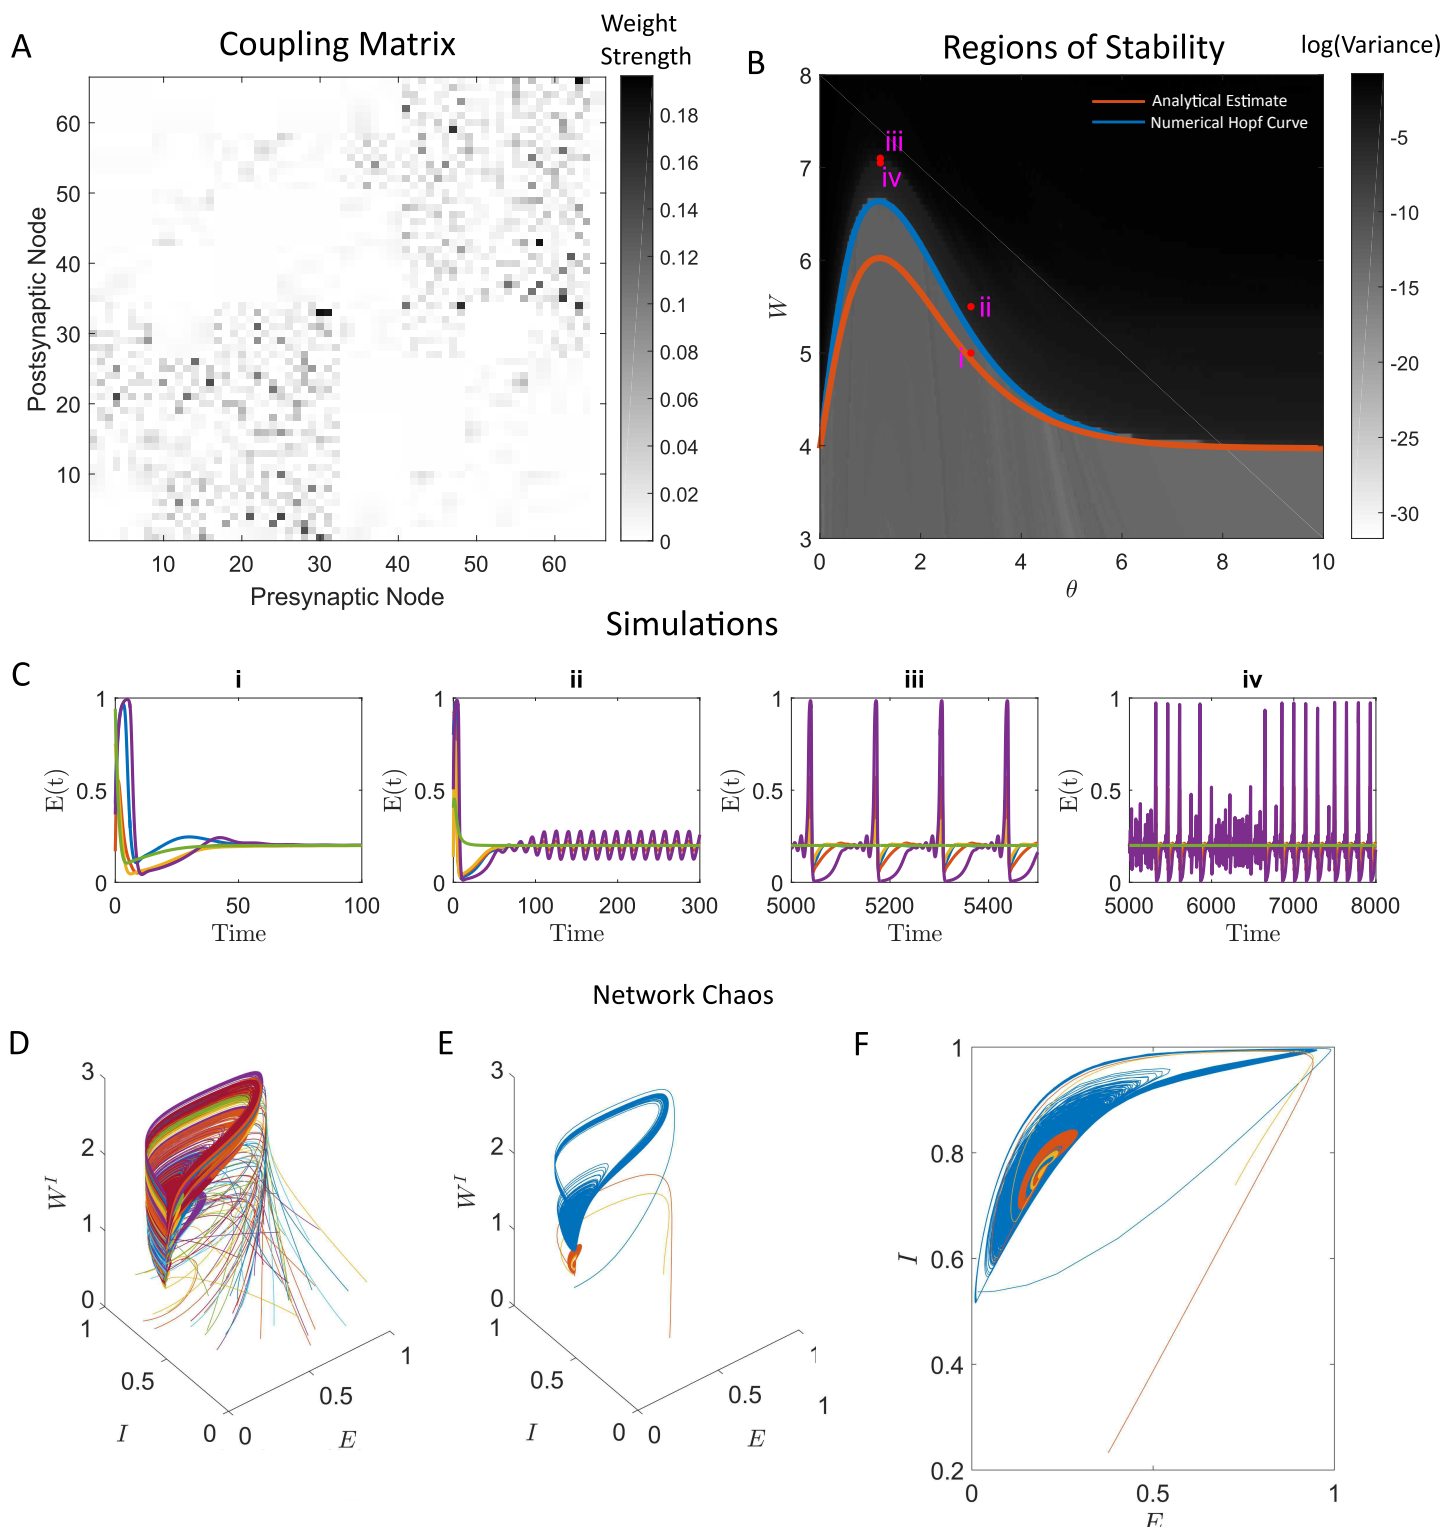 A
Coupling Matrix
Weight
Strength
60
50
40
30
20
10
Postsynaptic Node
10
20
30
40
50
60
Presynaptic Node
0.18
0.16
0.14
0.12
0.1
0.08
0.06
0.04
0.02
0
B
Regions of Stability
log(Variance)
Analytical Estimate
Numerical Hopf Curve
iii
iv
ii
i
8
7
6
5
4
3
W
0
2
4
6
8
10
θ
-5
-10
-15
-20
-25
-30
Simulations
C
i
1
0.5
0
E(t)
0
50
100
Time
ii
1
0.5
0
E(t)
0
100
200
300
Time
iii
1
0.5
0
E(t)
5000
5200
5400
Time
iv
1
0.5
0
E(t)
5000
6000
7000
8000
Time
Network Chaos
D
3
2
1
0
W^I
1
0.5
0
I
0
0.5
1
E
E
3
2
1
0
W^I
1
0.5
0
I
0
0.5
1
1
E
F
1
0.8
0.6
0.4
0.2
I
0
0.5
1
E